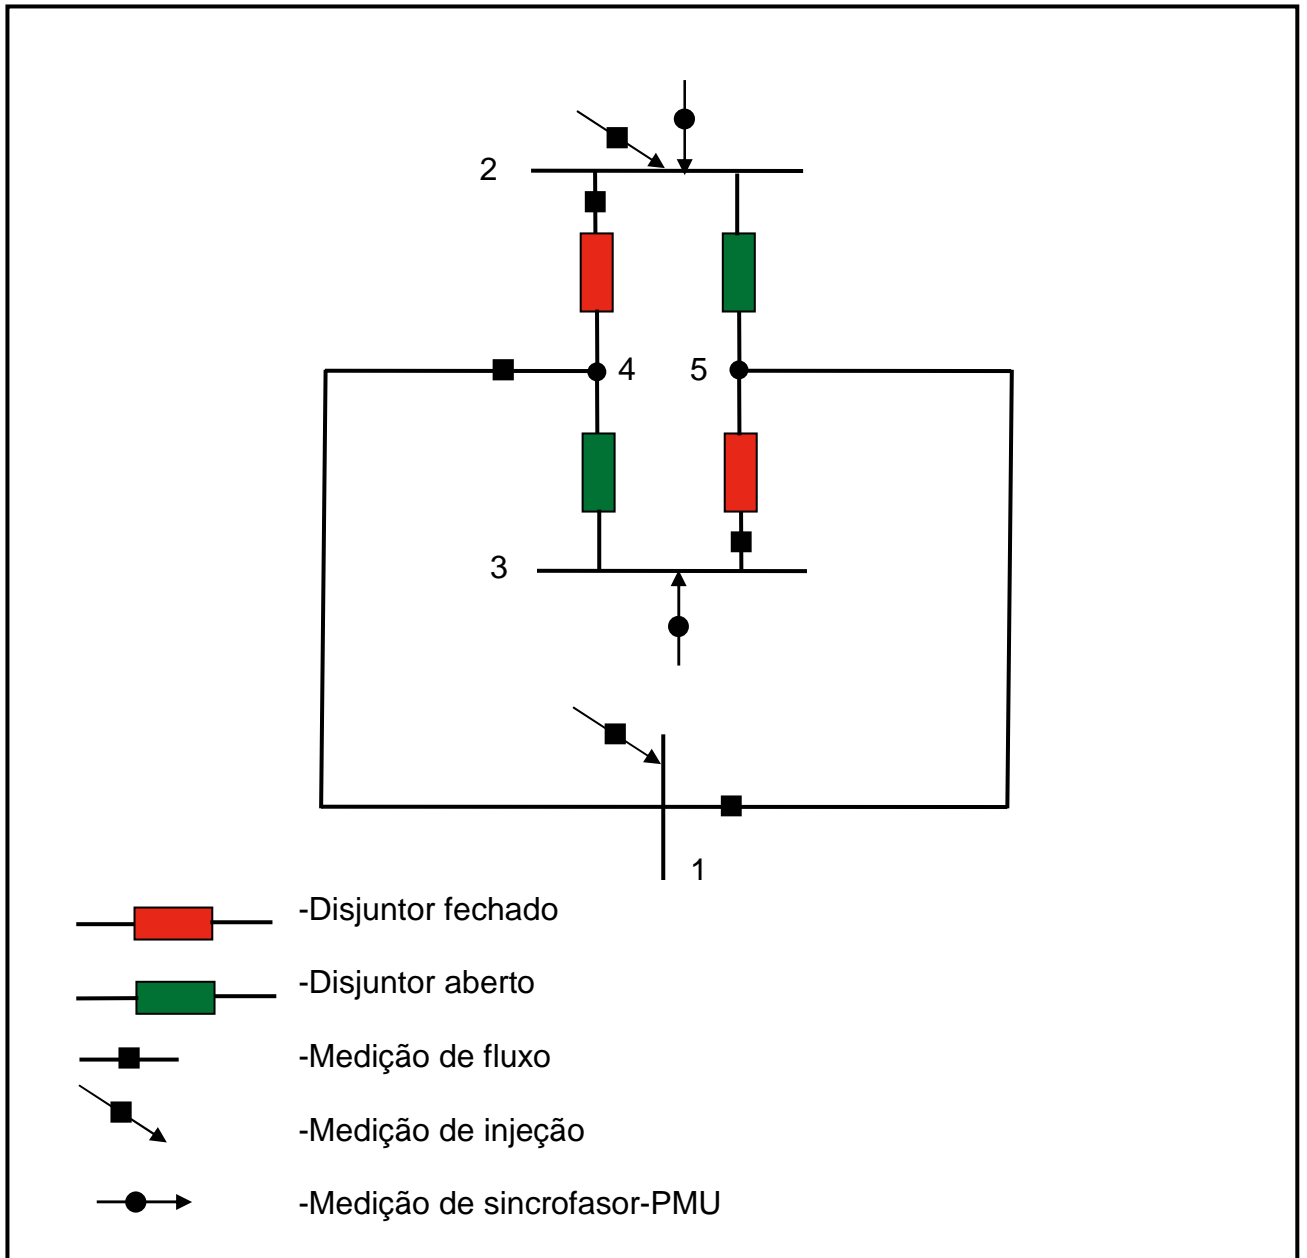 2
4 5
3
1
-Disjuntor fechado
-Disjuntor aberto
-Medição de fluxo
-Medição de injeção
-Medição de sincrofasor-PMU